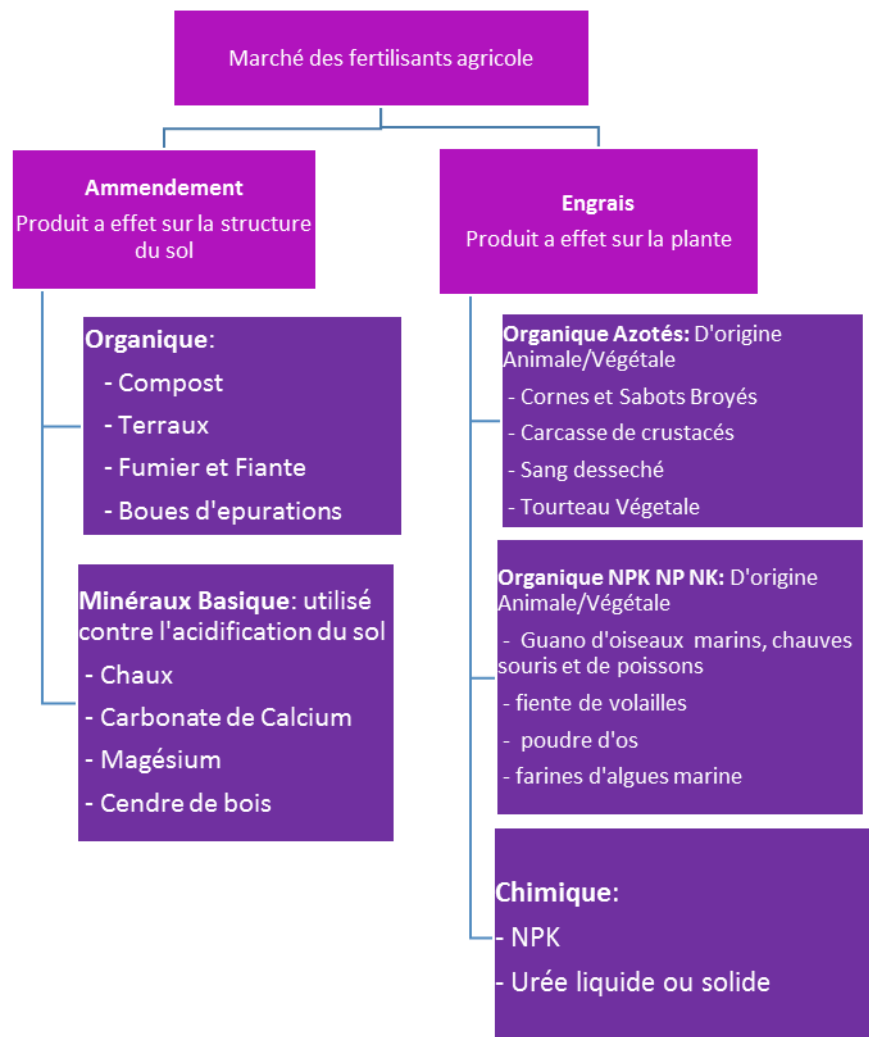 Marché des fertilisants agricole
Ammendement
Produit a effet sur la structure
du sol
Organique:
- Compost
- Terraux
- Fumier et Fiante
- Boues d'epurations
Minéraux Basique: utilisé
contre l'acidification du sol
- Chaux
- Carbonate de Calcium
- Magésium
- Cendre de bois
Engrais
Produit a effet sur la plante
Organique Azotés: D'origine
Animale/Végétale
- Cornes et Sabots Broyés
- Carcasse de crustacés
- Sang desseché
- Tourteau Végetale
Organique NPK NP NK: D'origine
Animale/Végétale
- Guano d'oiseaux marins, chauves
souris et de poissons
- fiente de volailles
- poudre d'os
- farines d'algues marine
Chimique:
- NPK
- Urée liquide ou solide